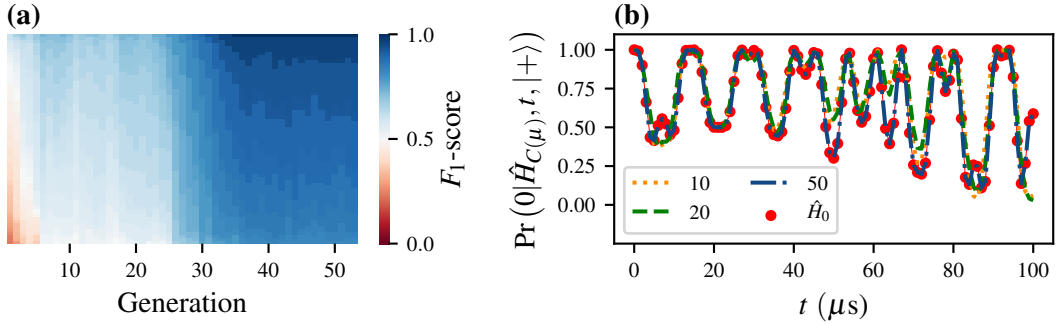 (a)
1.0
0.5
0.0
F₁-score
10 20 30 40 50
Generation
(b)
Pr (0|Ĥ_{C(μ)}, t, |+⟩)
1.00
0.75
0.50
0.25
0.00
10 50
20 Ĥ₀
0 20 40 60 80 100
t (μs)